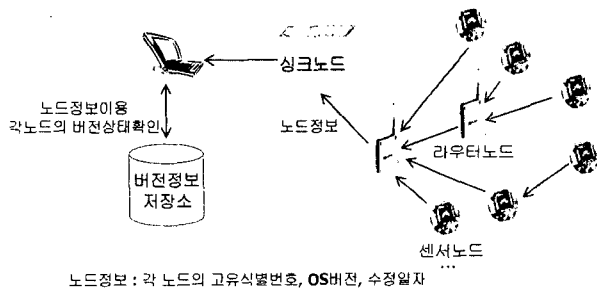 싱크노드
노드정보이용
각노드의 버전상태확인
노드정보
라우터노드
버전정보
저장소
센서노드
...
노드정보 : 각 노드의 고유식별번호, OS버전, 수정일자